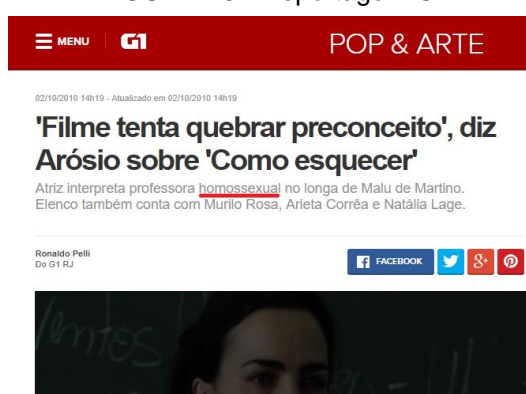 MENU G1 POP & ARTE
02/10/2010 14h19 - Atualizado em 02/10/2010 14h19
'Filme tenta quebrar preconceito', diz
Arósio sobre 'Como esquecer'
Atriz interpreta professora homossexual no longa de Malu de Martino.
Elenco também conta com Murilo Rosa, Arieta Corrêa e Natália Lage.
Ronaldo Pelli
Do G1 RJ
FACEBOOK